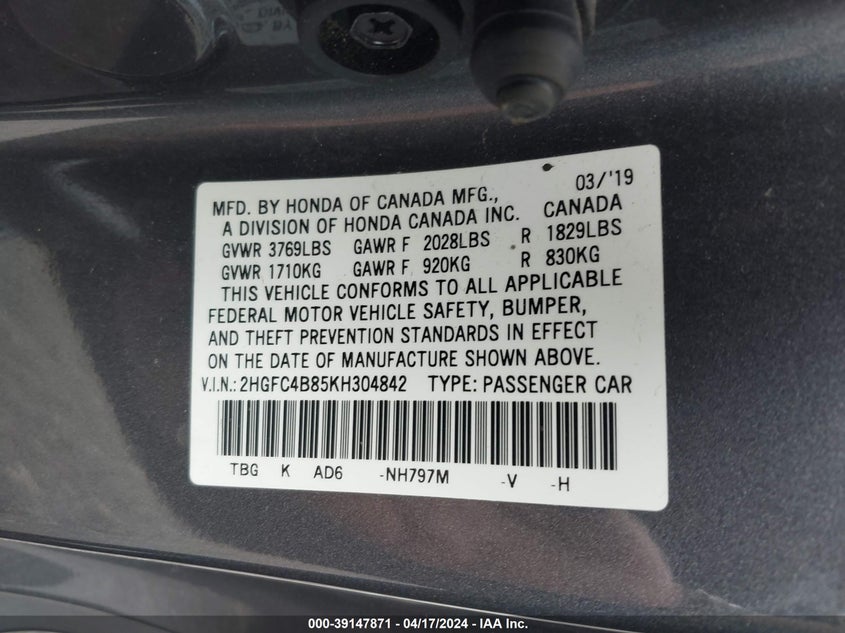 MFD. BY HONDA OF CANADA MFG., 03/'19
A DIVISION OF HONDA CANADA INC. CANADA
GVWR 3769LBS GAWR F 2028LBS R 1829LBS
GVWR 1710KG GAWR F 920KG R 830KG
THIS VEHICLE CONFORMS TO ALL APPLICABLE
FEDERAL MOTOR VEHICLE SAFETY, BUMPER,
AND THEFT PREVENTION STANDARDS IN EFFECT
ON THE DATE OF MANUFACTURE SHOWN ABOVE.
V.I.N.: 2HGFC4B85KH304842 TYPE: PASSENGER CAR
TBG K AD6 -NH797M -V -H
000-39147871 - 04/17/2024 - IAA Inc.